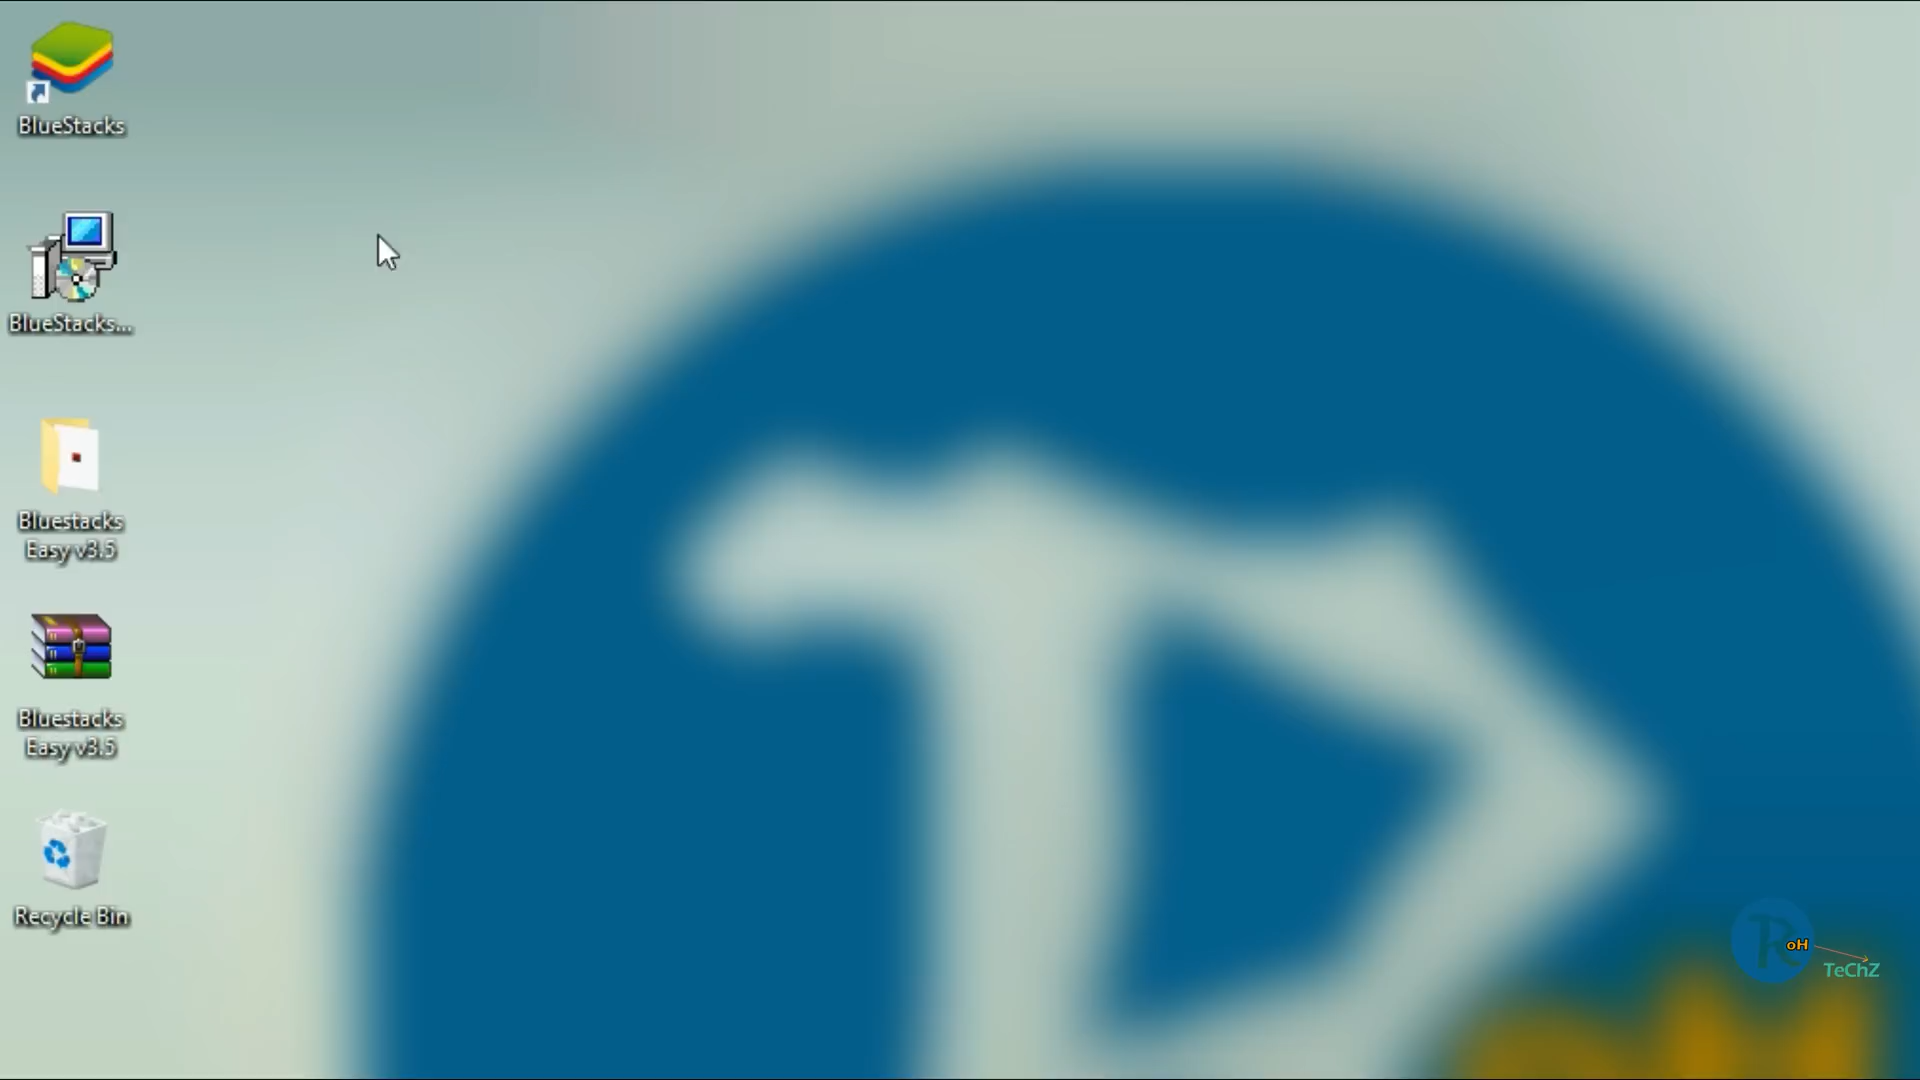 BlueStacks
BlueStacks...
Bluestacks
Easy v3.5
Bluestacks
Easy v3.5
Recycle Bin
R
oH
TeChZ